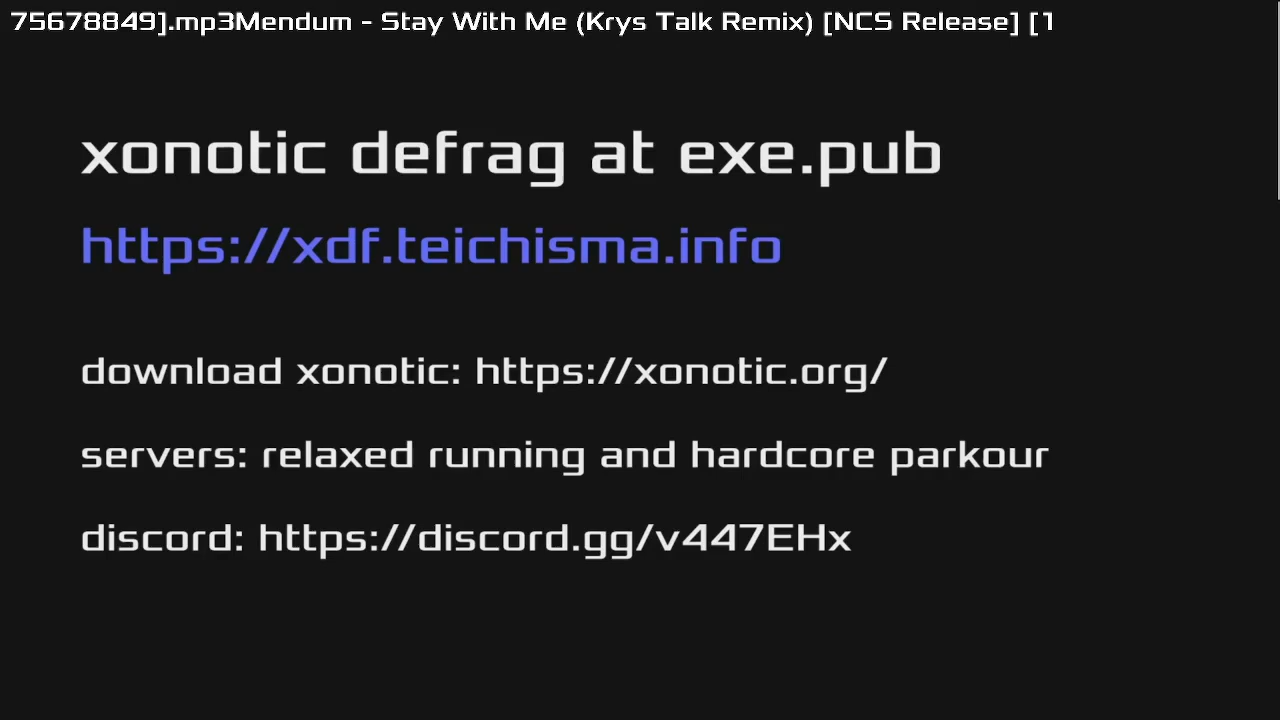 75678849].mp3Mendum - Stay With Me (Krys Talk Remix) [NCS Release] [1
xonotic defrag at exe.pub
https://xdf.teichisma.info
download xonotic: https://xonotic.org/
servers: relaxed running and hardcore parkour
discord: https://discord.gg/v447EHx